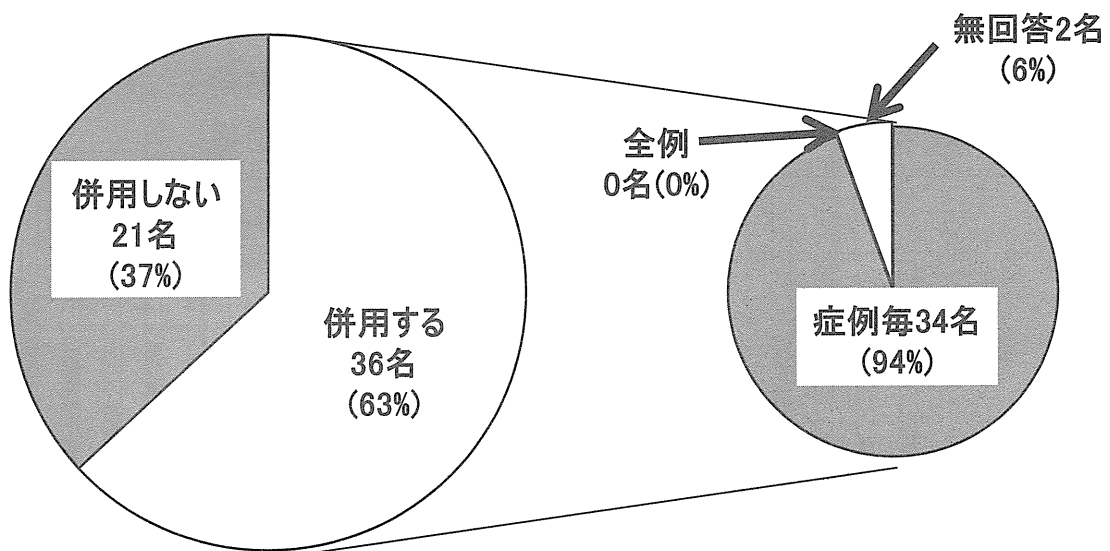 併用しない
21名
(37%)
併用する
36名
(63%)
無回答2名
(6%)
全例
0名(0%)
症例毎34名
(94%)